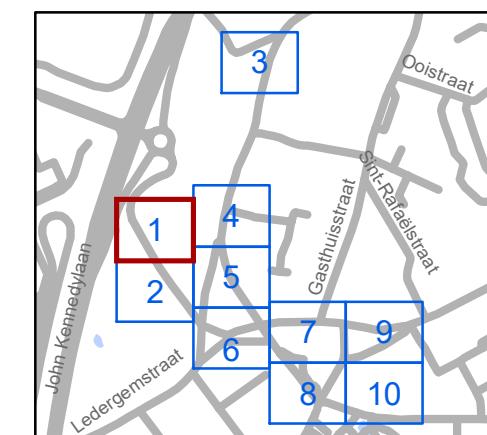 3
Ooistraat
Sint-Rafaëlstraat
Gasthuisstraat
1
4
John Kennedylaan
2
5
7
9
6
Ledergemstraat
8
10